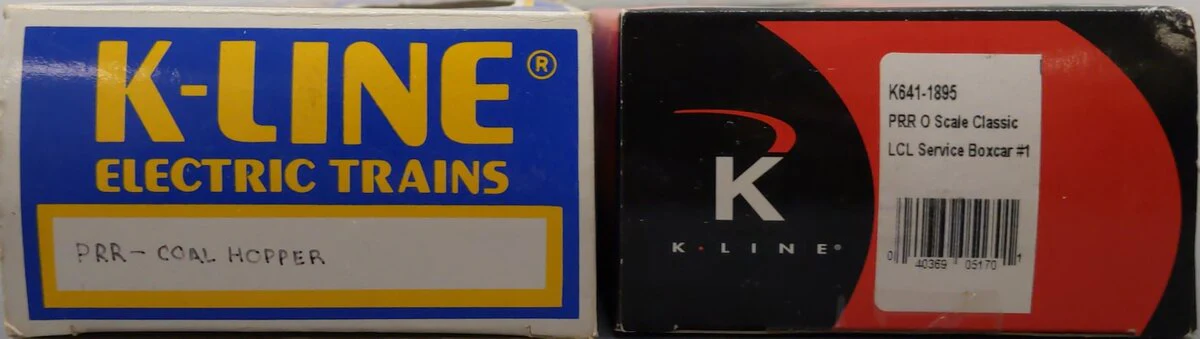 K-LINE®
ELECTRIC TRAINS
PRR - COAL HOPPER
K
K·LINE®
K641-1895
PRR O Scale Classic
LCL Service Boxcar #1
0 40369 05170 1